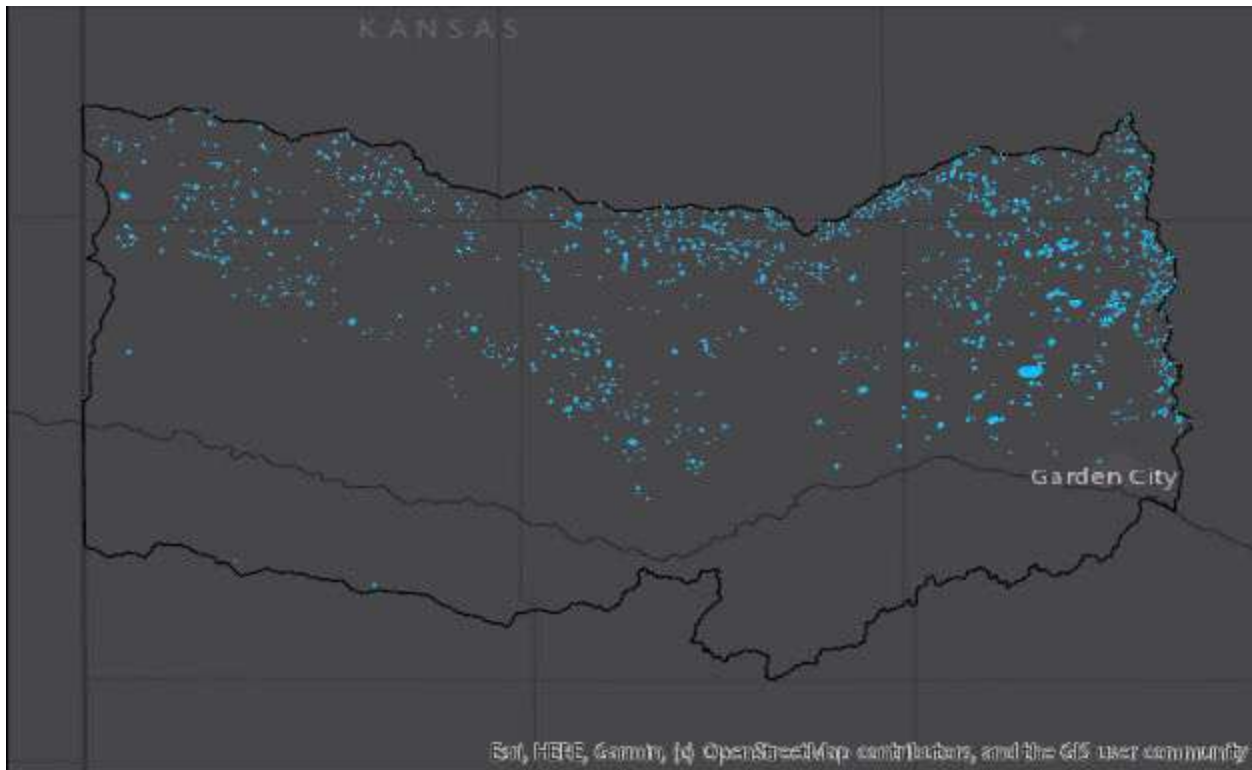 KANSAS
Garden City
Esri, HERE, Garmin, (c) OpenStreetMap contributors, and the GIS user community